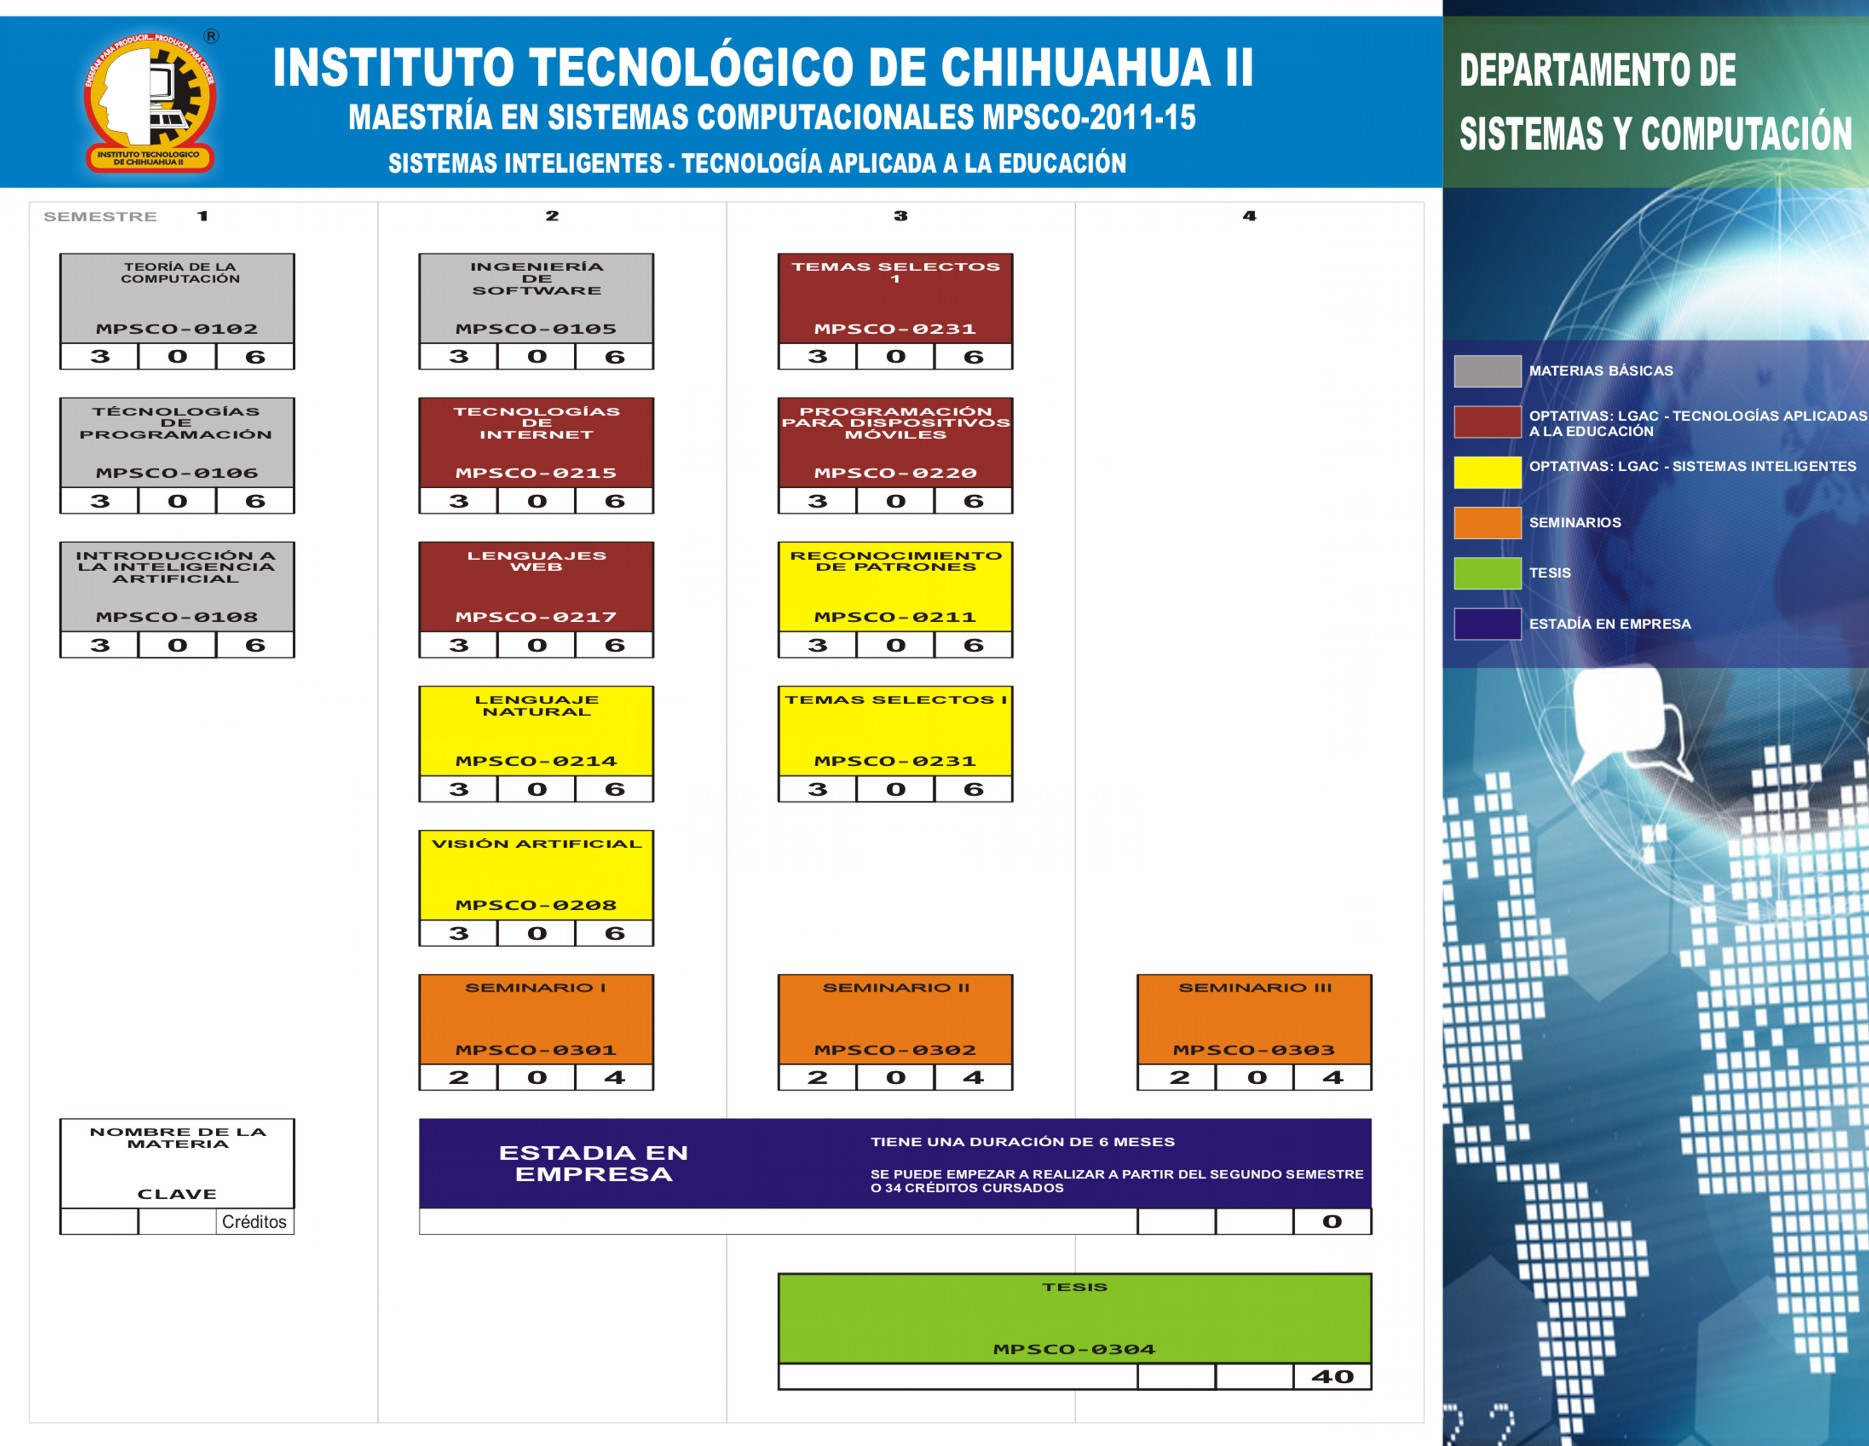 ENSEÑAR PARA PRODUCIR... PRODUCIR PARA CRECER
®
INSTITUTO TECNOLÓGICO
DE CHIHUAHUA II
INSTITUTO TECNOLÓGICO DE CHIHUAHUA II
MAESTRÍA EN SISTEMAS COMPUTACIONALES MPSCO-2011-15
SISTEMAS INTELIGENTES - TECNOLOGÍA APLICADA A LA EDUCACIÓN
DEPARTAMENTO DE
SISTEMAS Y COMPUTACIÓN
SEMESTRE 1
TEORÍA DE LA
COMPUTACIÓN
MPSCO-0102
3 0 6
TÉCNOLOGÍAS
DE
PROGRAMACIÓN
MPSCO-0106
3 0 6
INTRODUCCIÓN A
LA INTELIGENCIA
ARTIFICIAL
MPSCO-0108
3 0 6
NOMBRE DE LA
MATERIA
CLAVE
Créditos
2
INGENIERÍA
DE
SOFTWARE
MPSCO-0105
3 0 6
TECNOLOGÍAS
DE
INTERNET
MPSCO-0215
3 0 6
LENGUAJES
WEB
MPSCO-0217
3 0 6
LENGUAJE
NATURAL
MPSCO-0214
3 0 6
VISIÓN ARTIFICIAL
MPSCO-0208
3 0 6
SEMINARIO I
MPSCO-0301
2 0 4
3
TEMAS SELECTOS
1
MPSCO-0231
3 0 6
PROGRAMACIÓN
PARA DISPOSITIVOS
MÓVILES
MPSCO-0220
3 0 6
RECONOCIMIENTO
DE PATRONES
MPSCO-0211
3 0 6
TEMAS SELECTOS I
MPSCO-0231
3 0 6
SEMINARIO II
MPSCO-0302
2 0 4
4
SEMINARIO III
MPSCO-0303
2 0 4
ESTADIA EN
EMPRESA
TIENE UNA DURACIÓN DE 6 MESES
SE PUEDE EMPEZAR A REALIZAR A PARTIR DEL SEGUNDO SEMESTRE
O 34 CRÉDITOS CURSADOS
0
TESIS
MPSCO-0304
40
MATERIAS BÁSICAS
OPTATIVAS: LGAC - TECNOLOGÍAS APLICADAS
A LA EDUCACIÓN
OPTATIVAS: LGAC - SISTEMAS INTELIGENTES
SEMINARIOS
TESIS
ESTADÍA EN EMPRESA